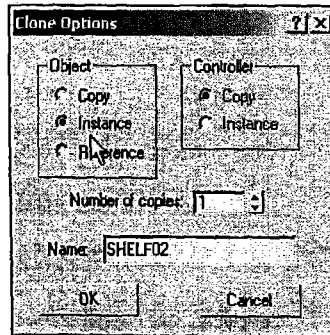 Clone Options ? X
Object
Copy
Instance
Reference
Controller
Copy
Instance
Number of copies: 1
Name: SHELF02
OK Cancel